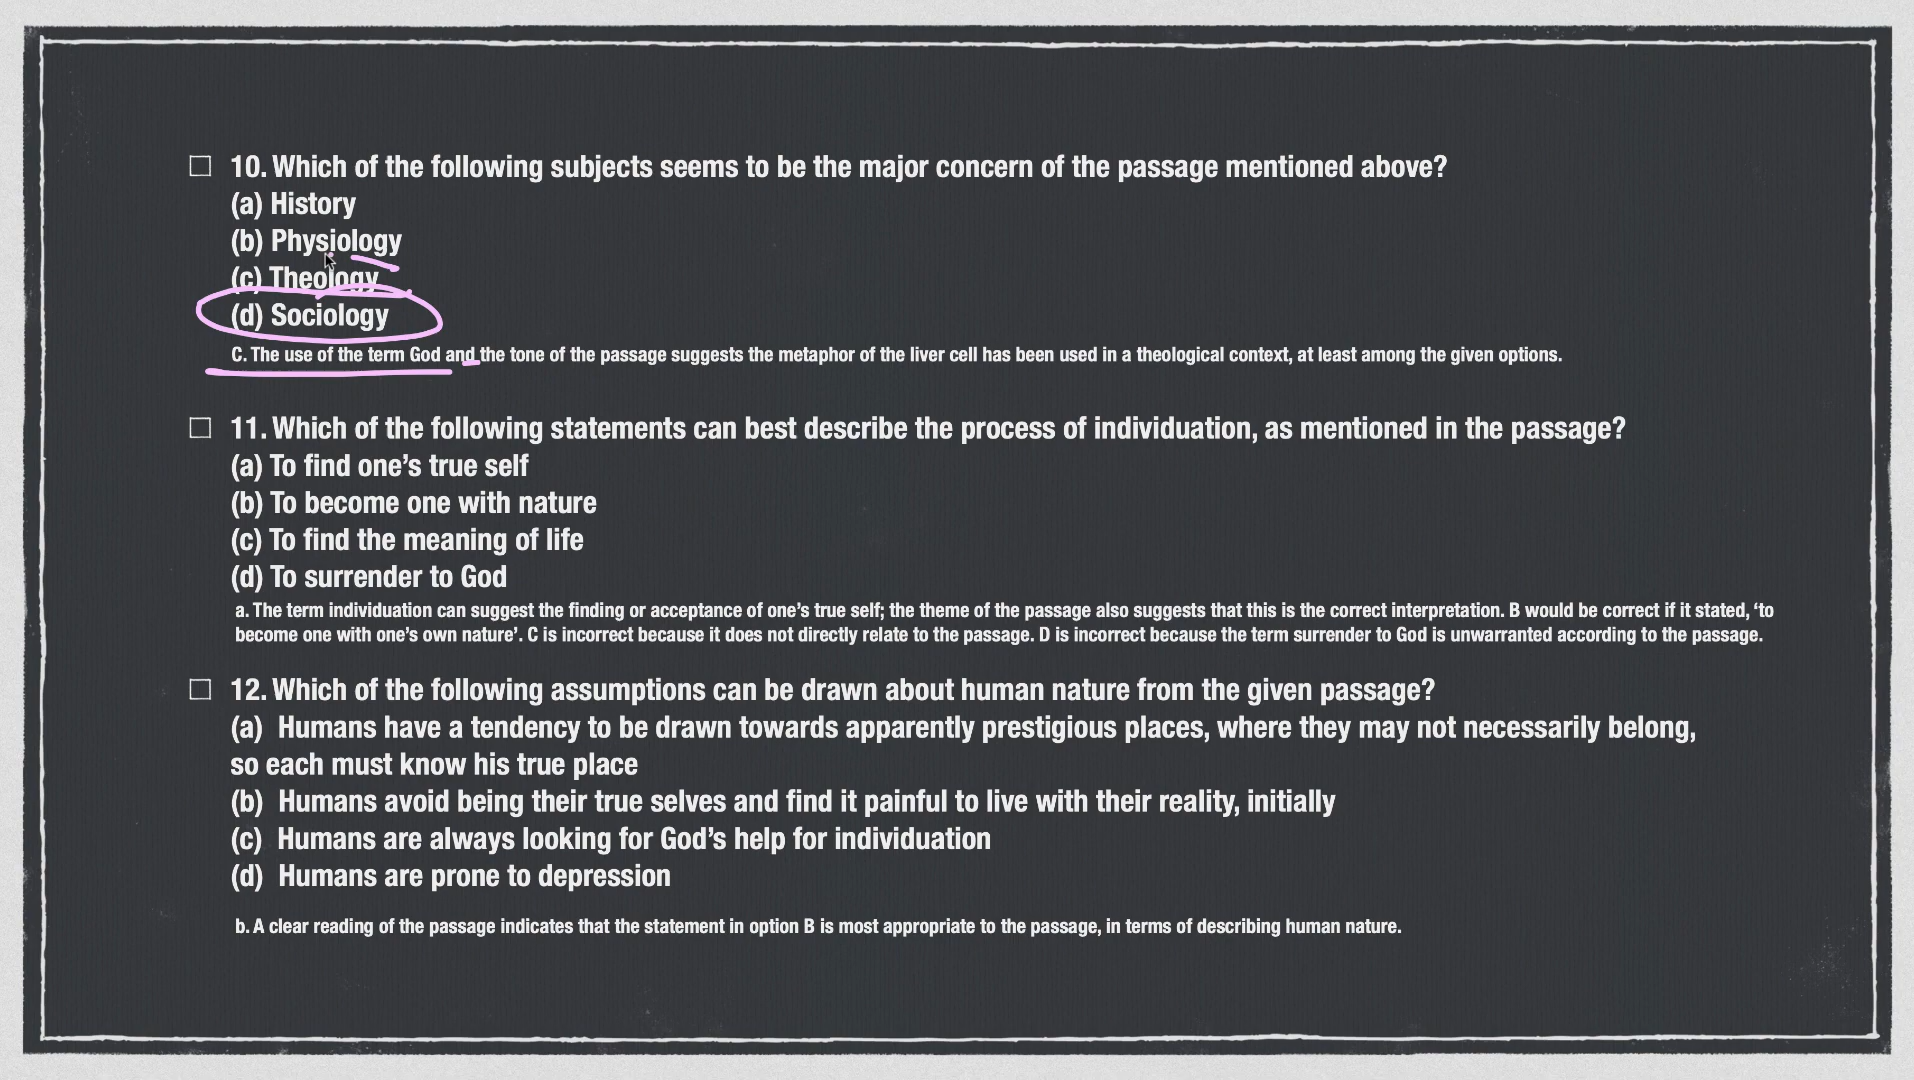 10. Which of the following subjects seems to be the major concern of the passage mentioned above?
(a) History
(b) Physiology
(c) Theology
(d) Sociology
C. The use of the term God and the tone of the passage suggests the metaphor of the liver cell has been used in a theological context, at least among the given options.
11. Which of the following statements can best describe the process of individuation, as mentioned in the passage?
(a) To find one’s true self
(b) To become one with nature
(c) To find the meaning of life
(d) To surrender to God
a. The term individuation can suggest the finding or acceptance of one’s true self; the theme of the passage also suggests that this is the correct interpretation. B would be correct if it stated, ‘to
become one with one’s own nature’. C is incorrect because it does not directly relate to the passage. D is incorrect because the term surrender to God is unwarranted according to the passage.
12. Which of the following assumptions can be drawn about human nature from the given passage?
(a) Humans have a tendency to be drawn towards apparently prestigious places, where they may not necessarily belong,
so each must know his true place
(b) Humans avoid being their true selves and find it painful to live with their reality, initially
(c) Humans are always looking for God’s help for individuation
(d) Humans are prone to depression
b. A clear reading of the passage indicates that the statement in option B is most appropriate to the passage, in terms of describing human nature.